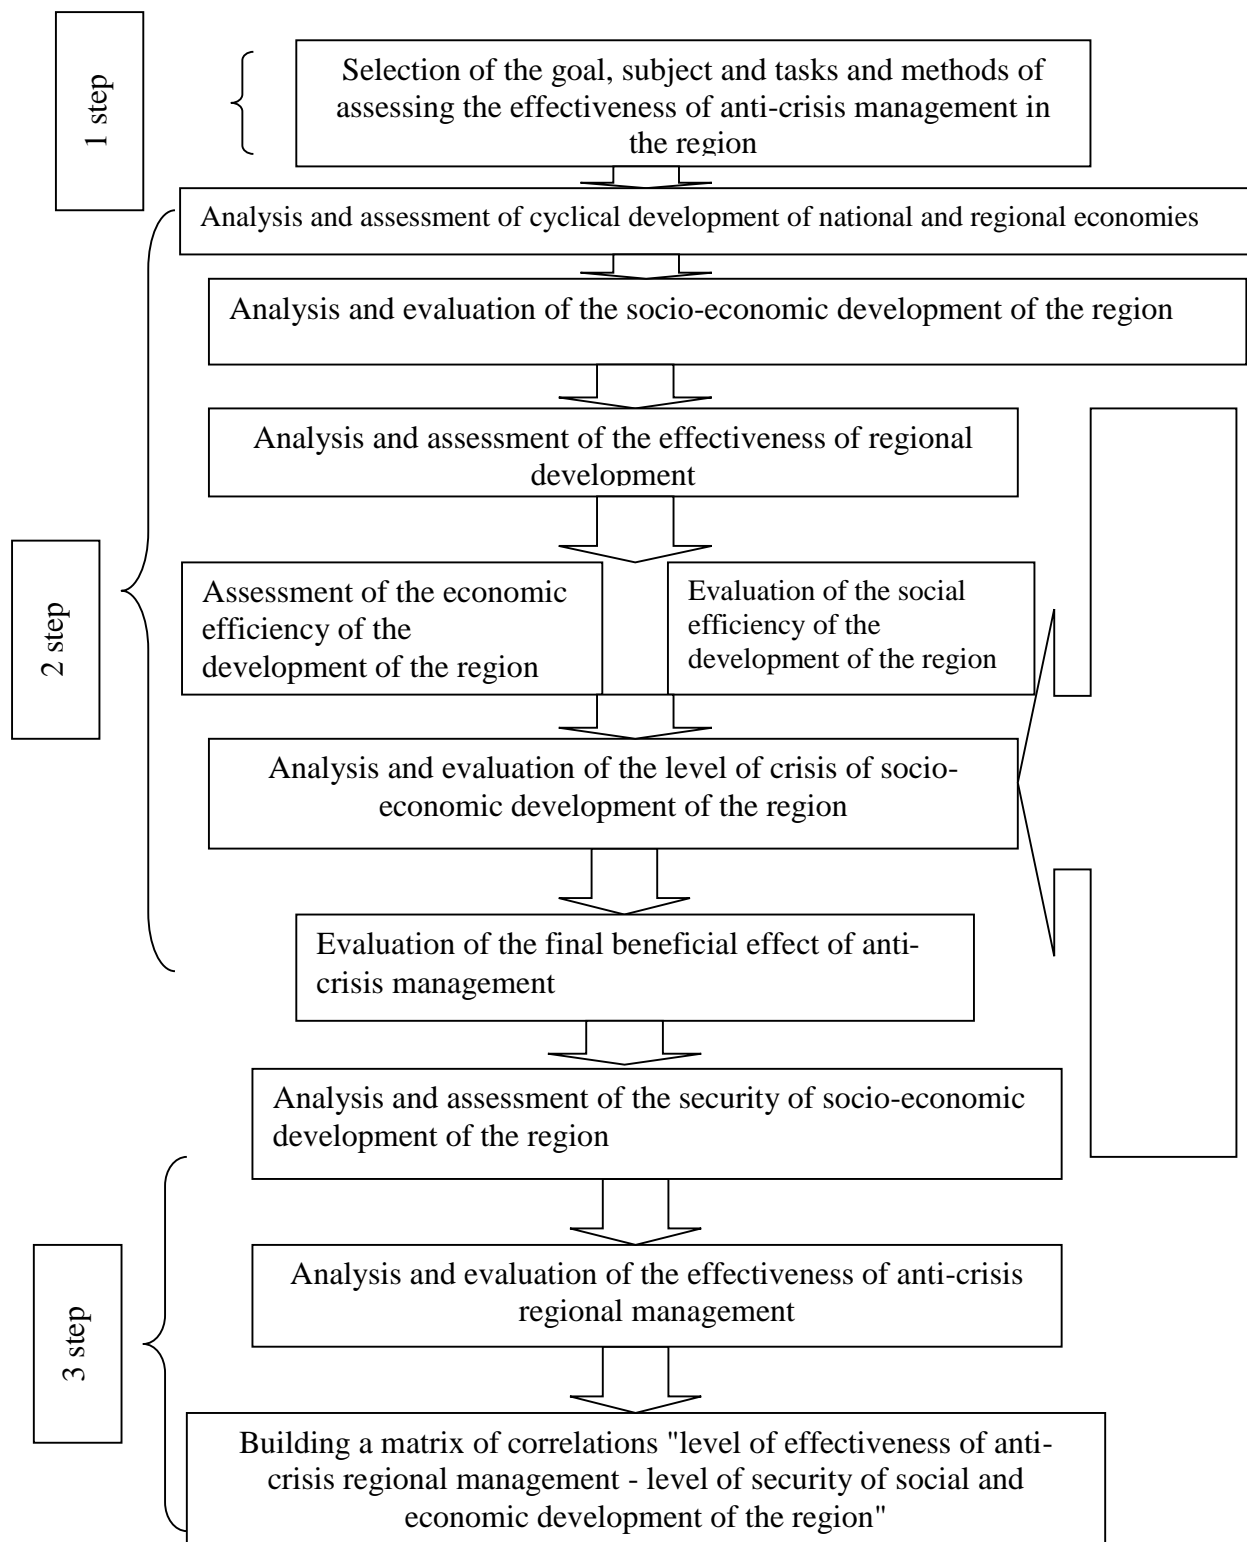 1 step
Selection of the goal, subject and tasks and methods of
assessing the effectiveness of anti-crisis management in
the region
Analysis and assessment of cyclical development of national and regional economies
Analysis and evaluation of the socio-economic development of the region
Analysis and assessment of the effectiveness of regional
development
2 step
Assessment of the economic
efficiency of the
development of the region
Evaluation of the social
efficiency of the
development of the region
Analysis and evaluation of the level of crisis of socio-
economic development of the region
Evaluation of the final beneficial effect of anti-
crisis management
Analysis and assessment of the security of socio-economic
development of the region
3 step
Analysis and evaluation of the effectiveness of anti-crisis
regional management
Building a matrix of correlations "level of effectiveness of anti-
crisis regional management - level of security of social and
economic development of the region"